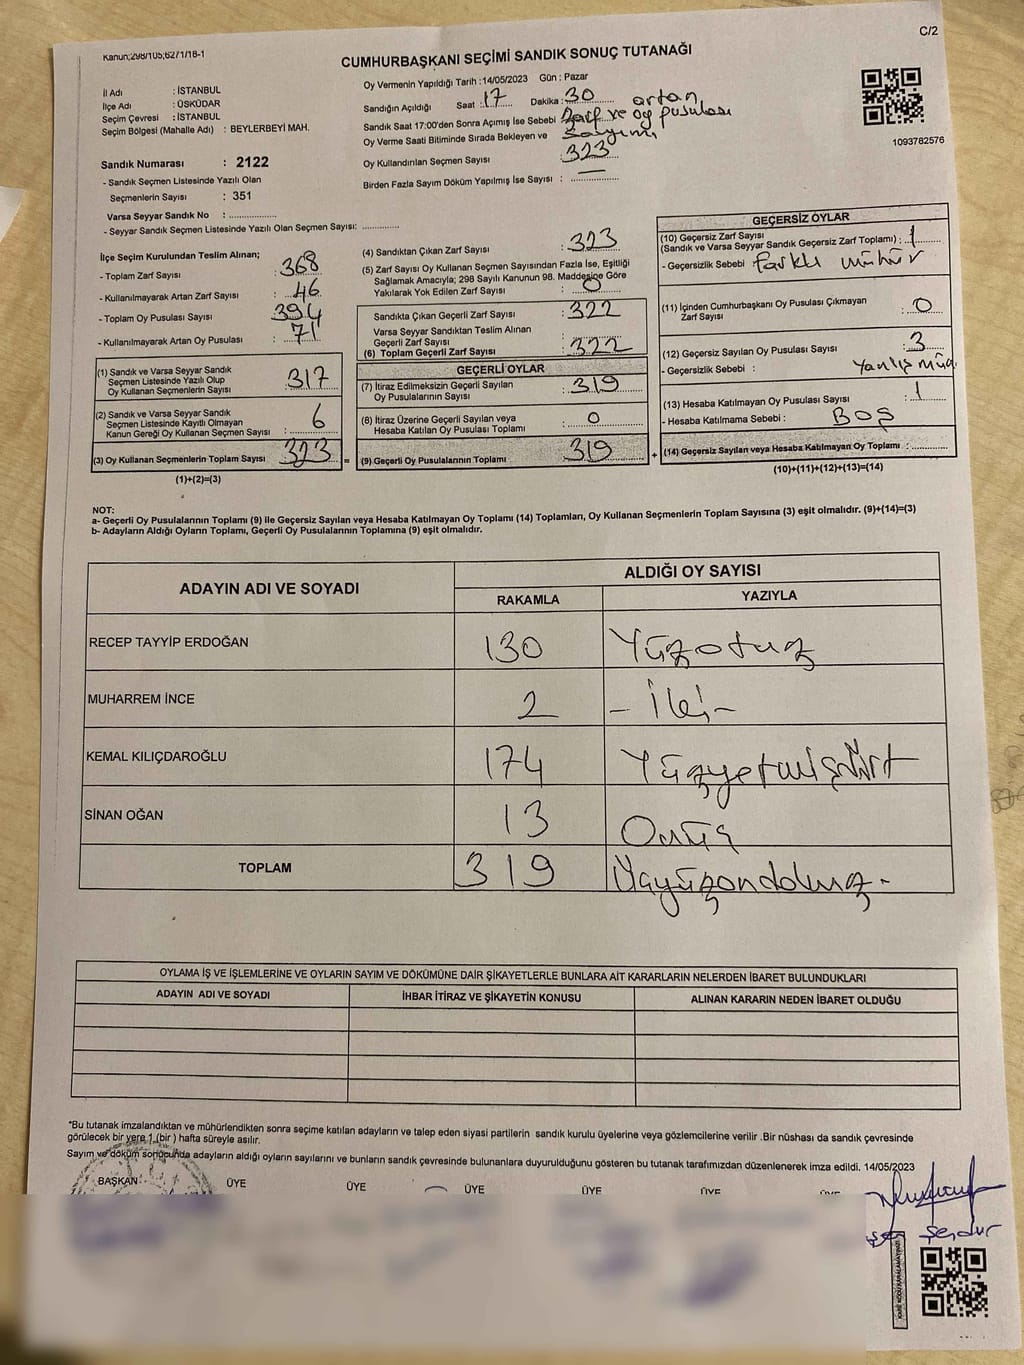 Kanun;298/105;6271/18-1
C/2
CUMHURBAŞKANI SEÇİMİ SANDIK SONUÇ TUTANAĞI
İl Adı : İSTANBUL
İlçe Adı : ÜSKÜDAR
Seçim Çevresi : İSTANBUL
Seçim Bölgesi (Mahalle Adı) : BEYLERBEYİ MAH.
Sandık Numarası : 2122
- Sandık Seçmen Listesinde Yazılı Olan
Seçmenlerin Sayısı : 351
Varsa Seyyar Sandık No : ................
- Seyyar Sandık Seçmen Listesinde Yazılı Olan Seçmen Sayısı: .............
Oy Vermenin Yapıldığı Tarih :14/05/2023 Gün : Pazar
Sandığın Açıldığı Saat : 17 Dakika : 30
Sandık Saat 17:00'den Sonra Açımış İse Sebebi artan Zarf ve oy pusulası sayımı
Oy Verme Saati Bitiminde Sırada Bekleyen ve
Oy Kullandırılan Seçmen Sayısı 323
Birden Fazla Sayım Döküm Yapılmış İse Sayısı : —
1093782576
İlçe Seçim Kurulundan Teslim Alınan;
- Toplam Zarf Sayısı : 368
- Kullanılmayarak Artan Zarf Sayısı : 46
- Toplam Oy Pusulası Sayısı : 394
- Kullanılmayarak Artan Oy Pusulası : 71
(1) Sandık ve Varsa Seyyar Sandık
Seçmen Listesinde Yazılı Olup
Oy Kullanan Seçmenlerin Sayısı : 317
(2) Sandık ve Varsa Seyyar Sandık
Seçmen Listesinde Kayıtlı Olmayan
Kanun Gereği Oy Kullanan Seçmen Sayısı : 6
(3) Oy Kullanan Seçmenlerin Toplam Sayısı : 323 =
(1)+(2)=(3)
(4) Sandıktan Çıkan Zarf Sayısı : 323
(5) Zarf Sayısı Oy Kullanan Seçmen Sayısından Fazla İse, Eşitliği
Sağlamak Amacıyla; 298 Sayılı Kanunun 98. Maddesine Göre
Yakılarak Yok Edilen Zarf Sayısı : 0
Sandıkta Çıkan Geçerli Zarf Sayısı : 322
Varsa Seyyar Sandıktan Teslim Alınan
Geçerli Zarf Sayısı
(6) Toplam Geçerli Zarf Sayısı : 322
GEÇERLİ OYLAR
(7) İtiraz Edilmeksizin Geçerli Sayılan
Oy Pusulalarının Sayısı : 319
(8) İtiraz Üzerine Geçerli Sayılan veya
Hesaba Katılan Oy Pusulası Toplamı : 0
(9) Geçerli Oy Pusulalarının Toplamı : 319 +
GEÇERSİZ OYLAR
(10) Geçersiz Zarf Sayısı
(Sandık ve Varsa Seyyar Sandık Geçersiz Zarf Toplamı) : 1
- Geçersizlik Sebebi farklı mühür
(11) İçinden Cumhurbaşkanı Oy Pusulası Çıkmayan
Zarf Sayısı : 0
(12) Geçersiz Sayılan Oy Pusulası Sayısı : 3
- Geçersizlik Sebebi : Yanlış
(13) Hesaba Katılmayan Oy Pusulası Sayısı : 1
- Hesaba Katılmama Sebebi : BOŞ
(14) Geçersiz Sayılan veya Hesaba Katılmayan Oy Toplamı : ............
(10)+(11)+(12)+(13)=(14)
NOT:
a- Geçerli Oy Pusulalarının Toplamı (9) ile Geçersiz Sayılan veya Hesaba Katılmayan Oy Toplamı (14) Toplamları, Oy Kullanan Seçmenlerin Toplam Sayısına (3) eşit olmalıdır. (9)+(14)=(3)
b- Adayların Aldığı Oyların Toplamı, Geçerli Oy Pusulalarının Toplamına (9) eşit olmalıdır.
ADAYIN ADI VE SOYADI ALDIĞI OY SAYISI
RAKAMLA YAZIYLA
RECEP TAYYİP ERDOĞAN 130 Yüzotuz
MUHARREM İNCE 2 - İki -
KEMAL KILIÇDAROĞLU 174 Yüzyetmişdört
SİNAN OĞAN 13 Onüç
TOPLAM 319 Üçyüzondokuz-
OYLAMA İŞ VE İŞLEMLERİNE VE OYLARIN SAYIM VE DÖKÜMÜNE DAİR ŞİKAYETLERLE BUNLARA AİT KARARLARIN NELERDEN İBARET BULUNDUKLARI
ADAYIN ADI VE SOYADI İHBAR İTİRAZ VE ŞİKAYETİN KONUSU ALINAN KARARIN NEDEN İBARET OLDUĞU
*Bu tutanak imzalandıktan ve mühürlendikten sonra seçime katılan adayların ve talep eden siyasi partilerin sandık kurulu üyelerine veya gözlemcilerine verilir .Bir nüshası da sandık çevresinde
görülecek bir yere 1 (bir ) hafta süreyle asılır.
Sayım ve döküm sonucunda adayların aldığı oyların sayılarını ve bunların sandık çevresinde bulunanlara duyurulduğunu gösteren bu tutanak tarafımızdan düzenlenerek imza edildi. 14/05/2023
BAŞKAN ÜYE ÜYE ÜYE ÜYE ÜYE ÜYE